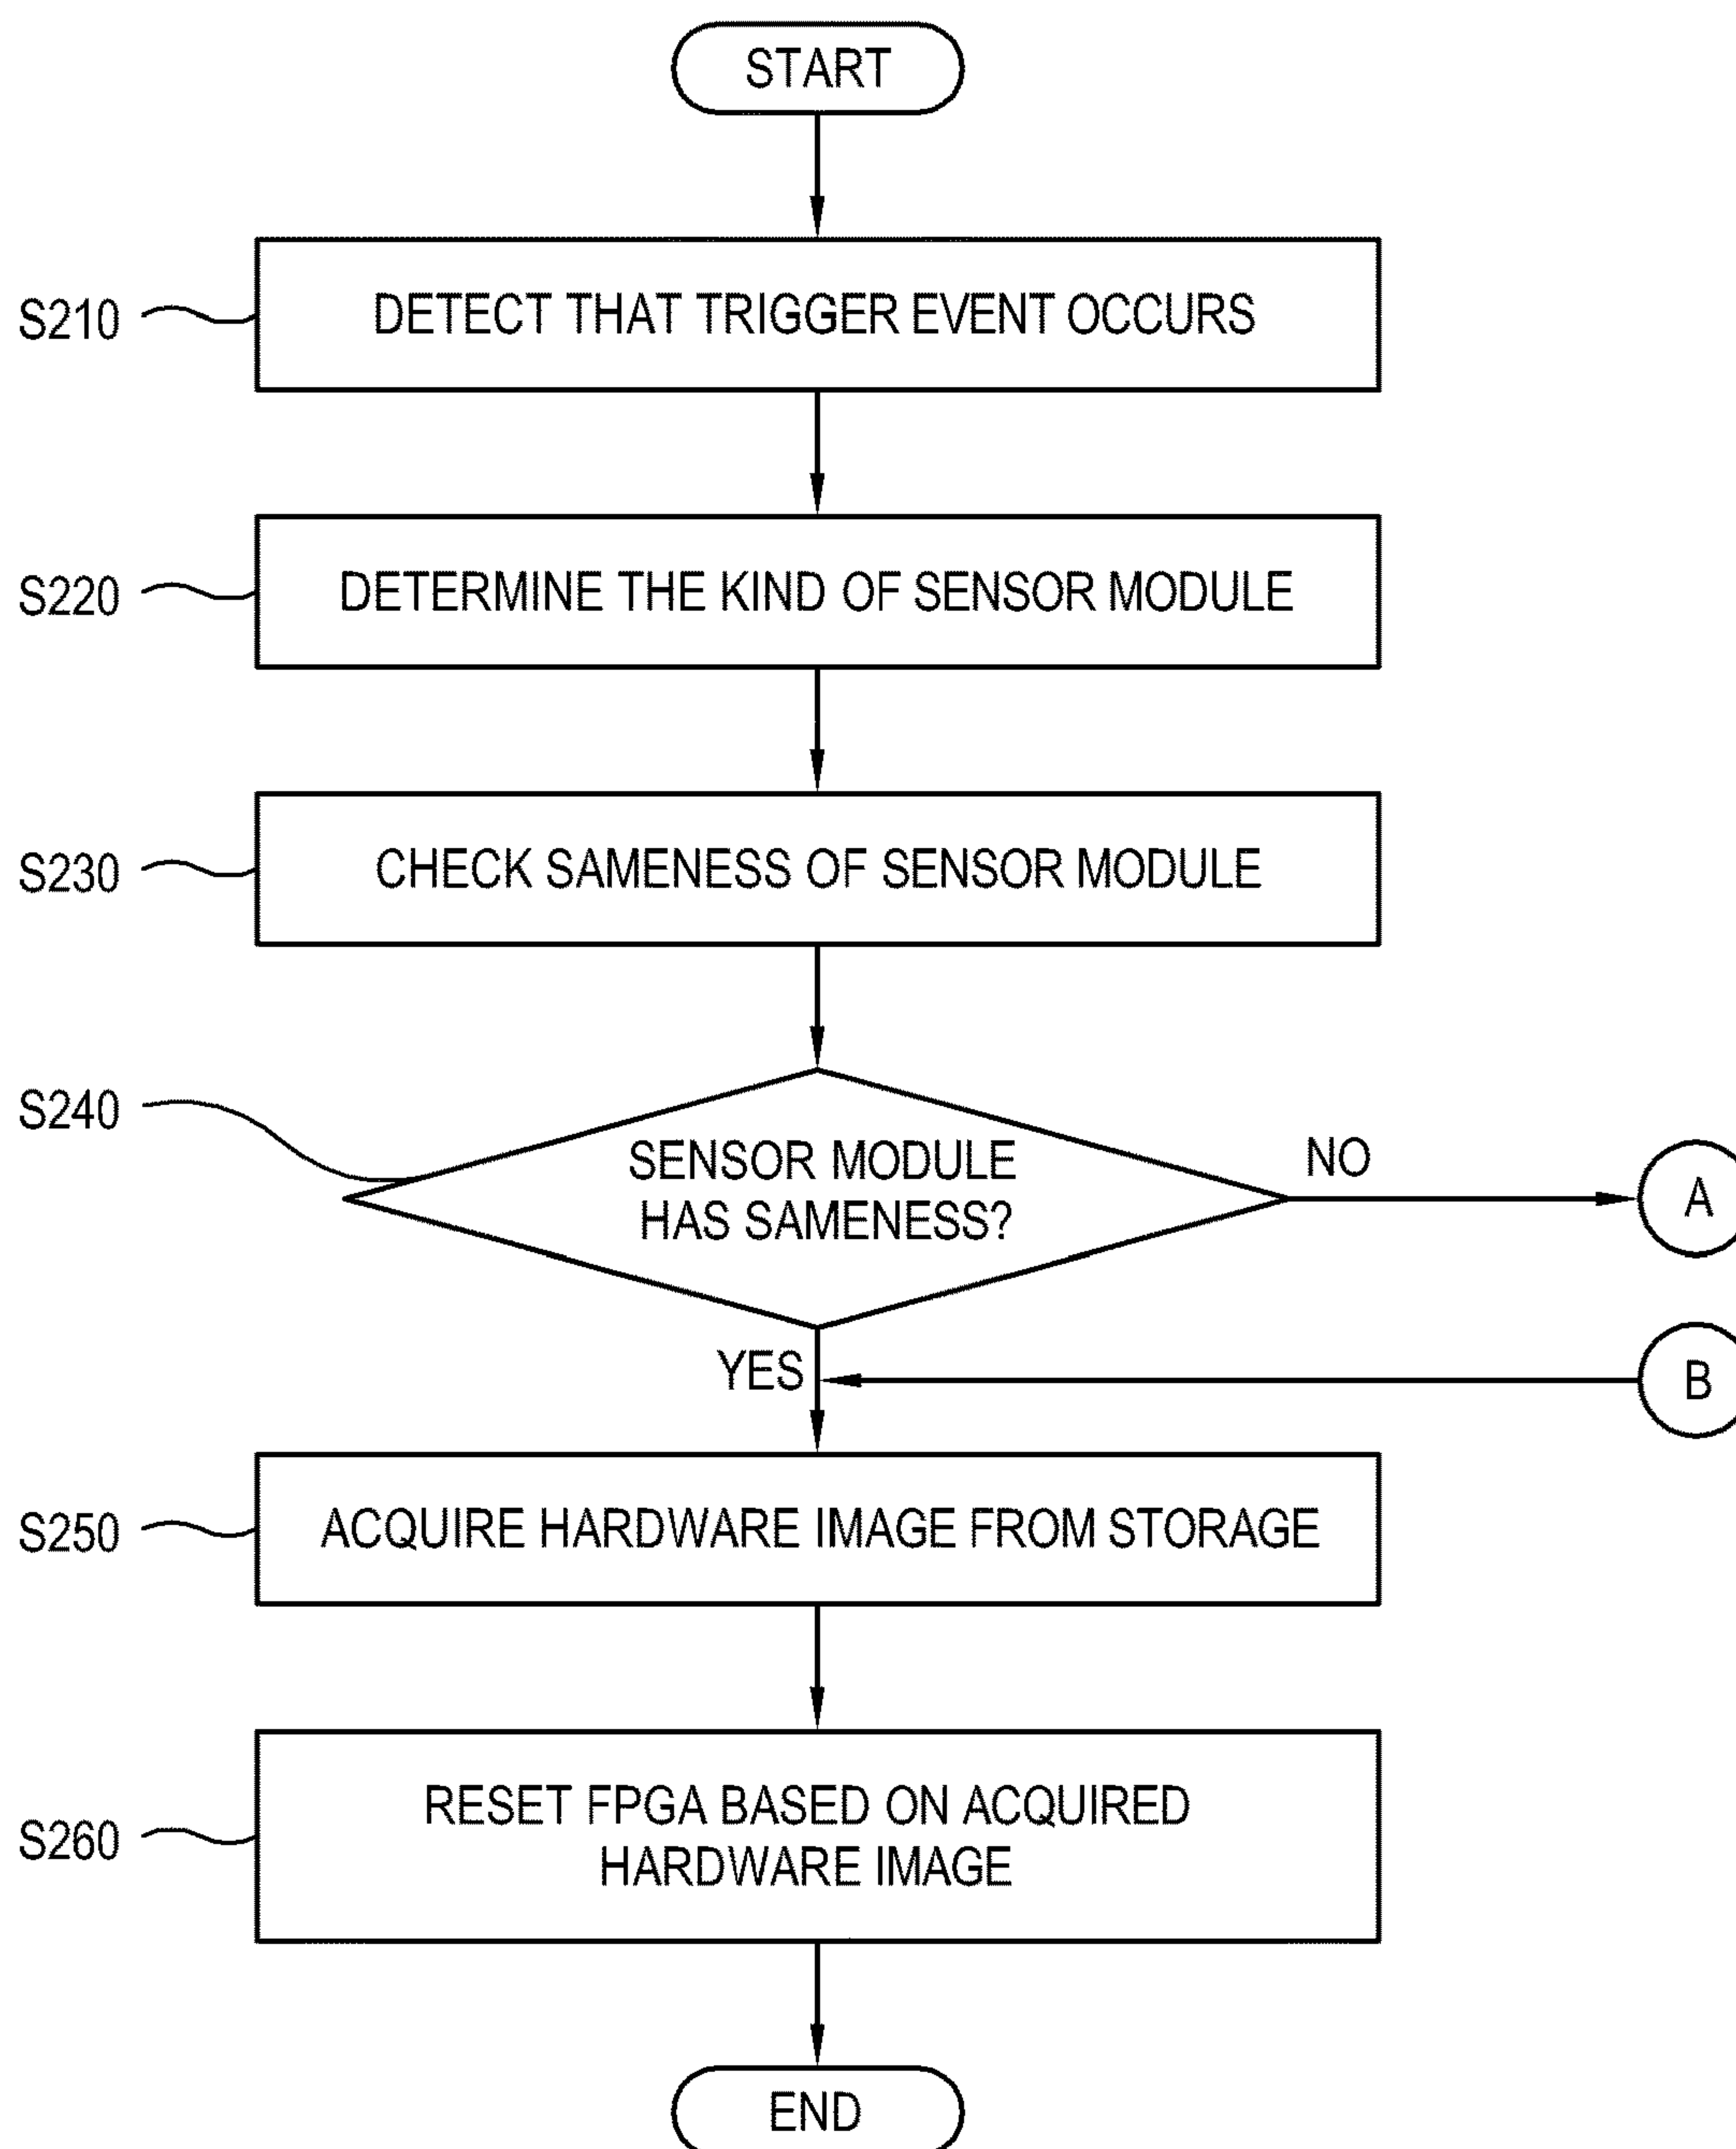 START
S210
DETECT THAT TRIGGER EVENT OCCURS
S220
DETERMINE THE KIND OF SENSOR MODULE
S230
CHECK SAMENESS OF SENSOR MODULE
S240
SENSOR MODULE
HAS SAMENESS?
NO
A
YES
B
S250
ACQUIRE HARDWARE IMAGE FROM STORAGE
S260
RESET FPGA BASED ON ACQUIRED
HARDWARE IMAGE
END